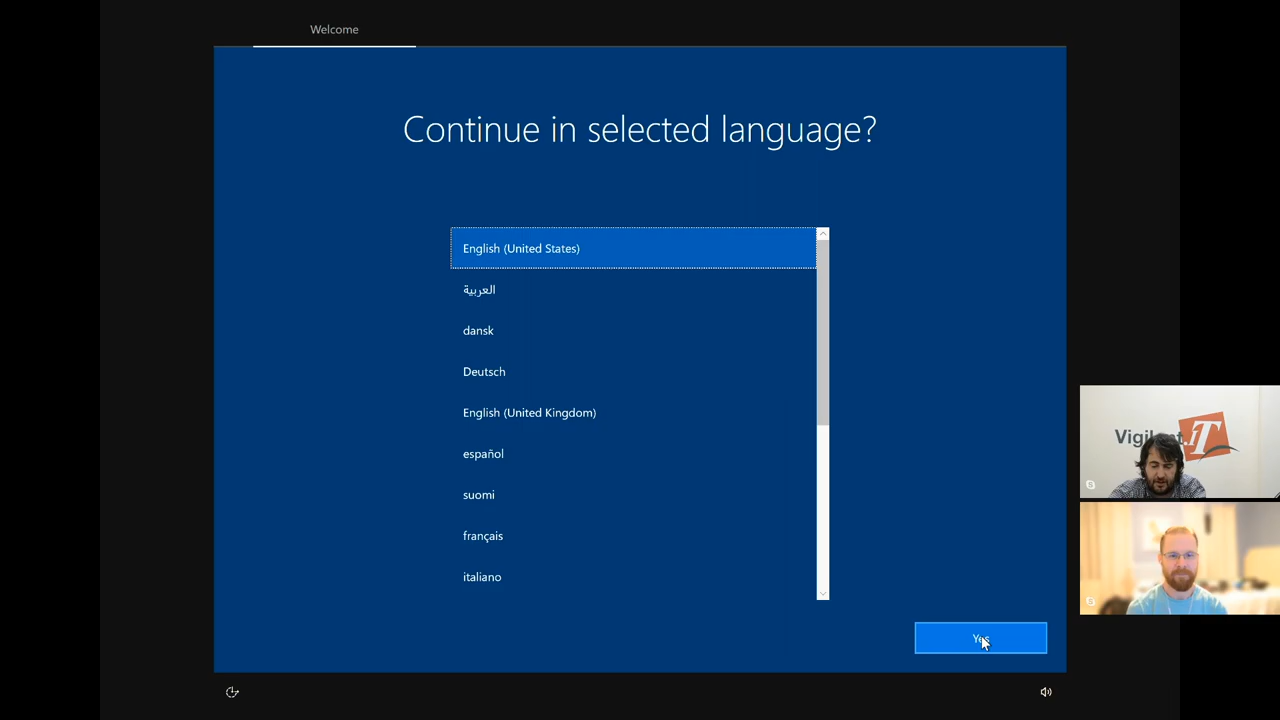 Welcome
Continue in selected language?
English (United States)
العربية
dansk
Deutsch
English (United Kingdom)
español
suomi
français
italiano
Yes
iT